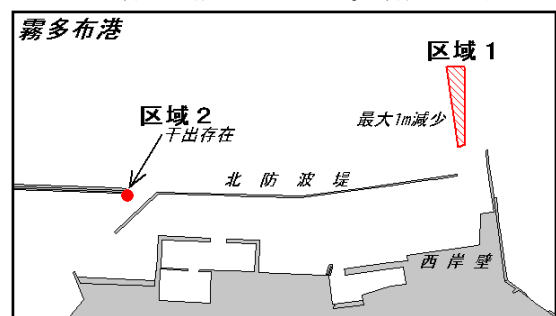 霧多布港
区域1
最大1m減少
区域2
干出存在
北防波堤
西岸壁